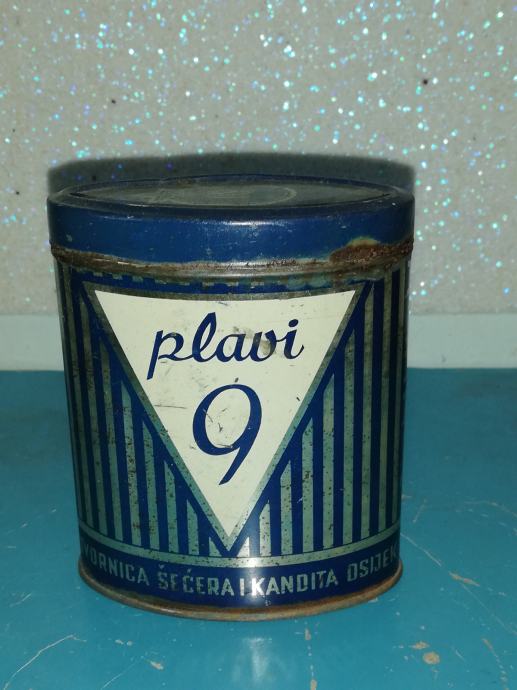 plavi
9
VORNICA ŠEĆERA I KANDITA OSIJEK